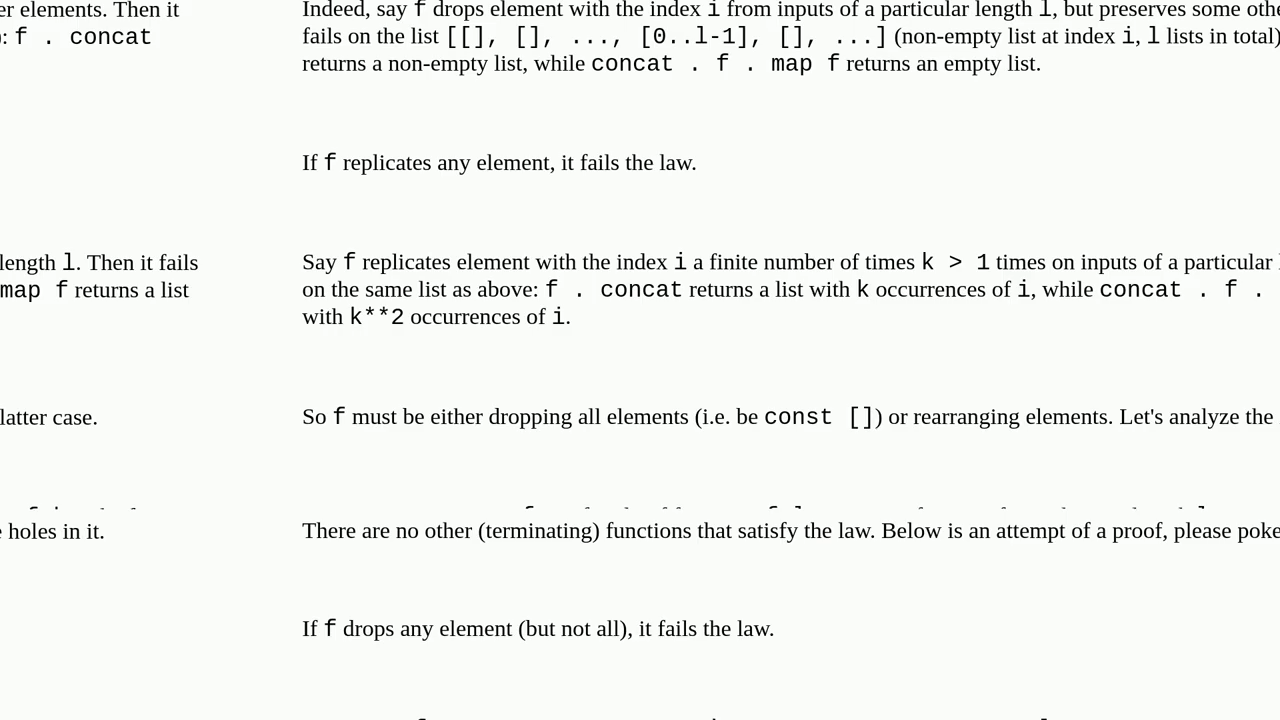 er elements. Then it
: f . concat
length l. Then it fails
map f returns a list
latter case.
holes in it.
Indeed, say f drops element with the index i from inputs of a particular length l, but preserves some
fails on the list [[], [], ..., [0..l-1], [], ...] (non-empty list at index i, l lists in total)
returns a non-empty list, while concat . f . map f returns an empty list.
If f replicates any element, it fails the law.
Say f replicates element with the index i a finite number of times k > 1 times on inputs of a particular
on the same list as above: f . concat returns a list with k occurrences of i, while concat . f .
with k**2 occurrences of i.
So f must be either dropping all elements (i.e. be const []) or rearranging elements. Let's analyze the
There are no other (terminating) functions that satisfy the law. Below is an attempt of a proof, please poke
If f drops any element (but not all), it fails the law.